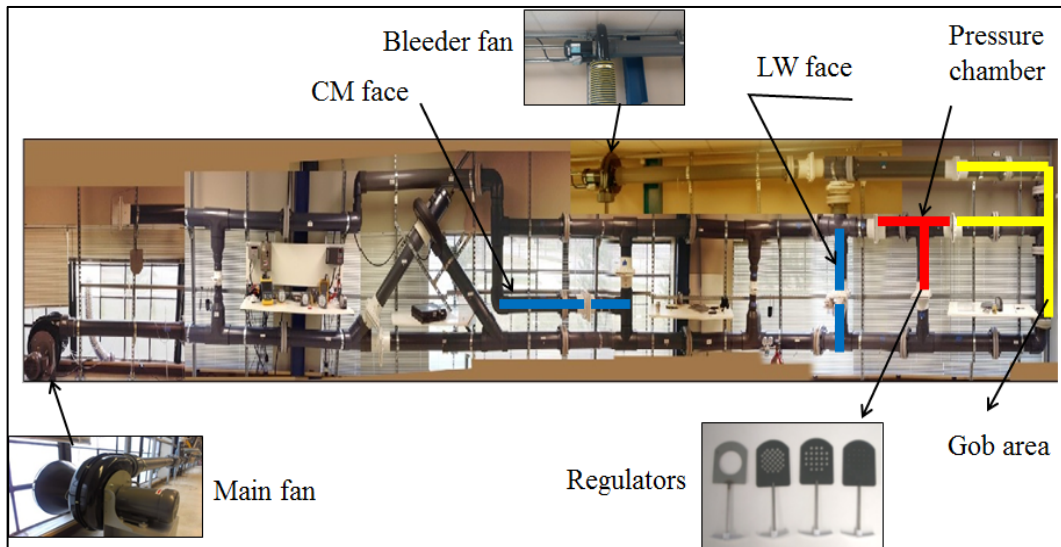 Bleeder fan
CM face
LW face
Pressure
chamber
Main fan
Regulators
Gob area